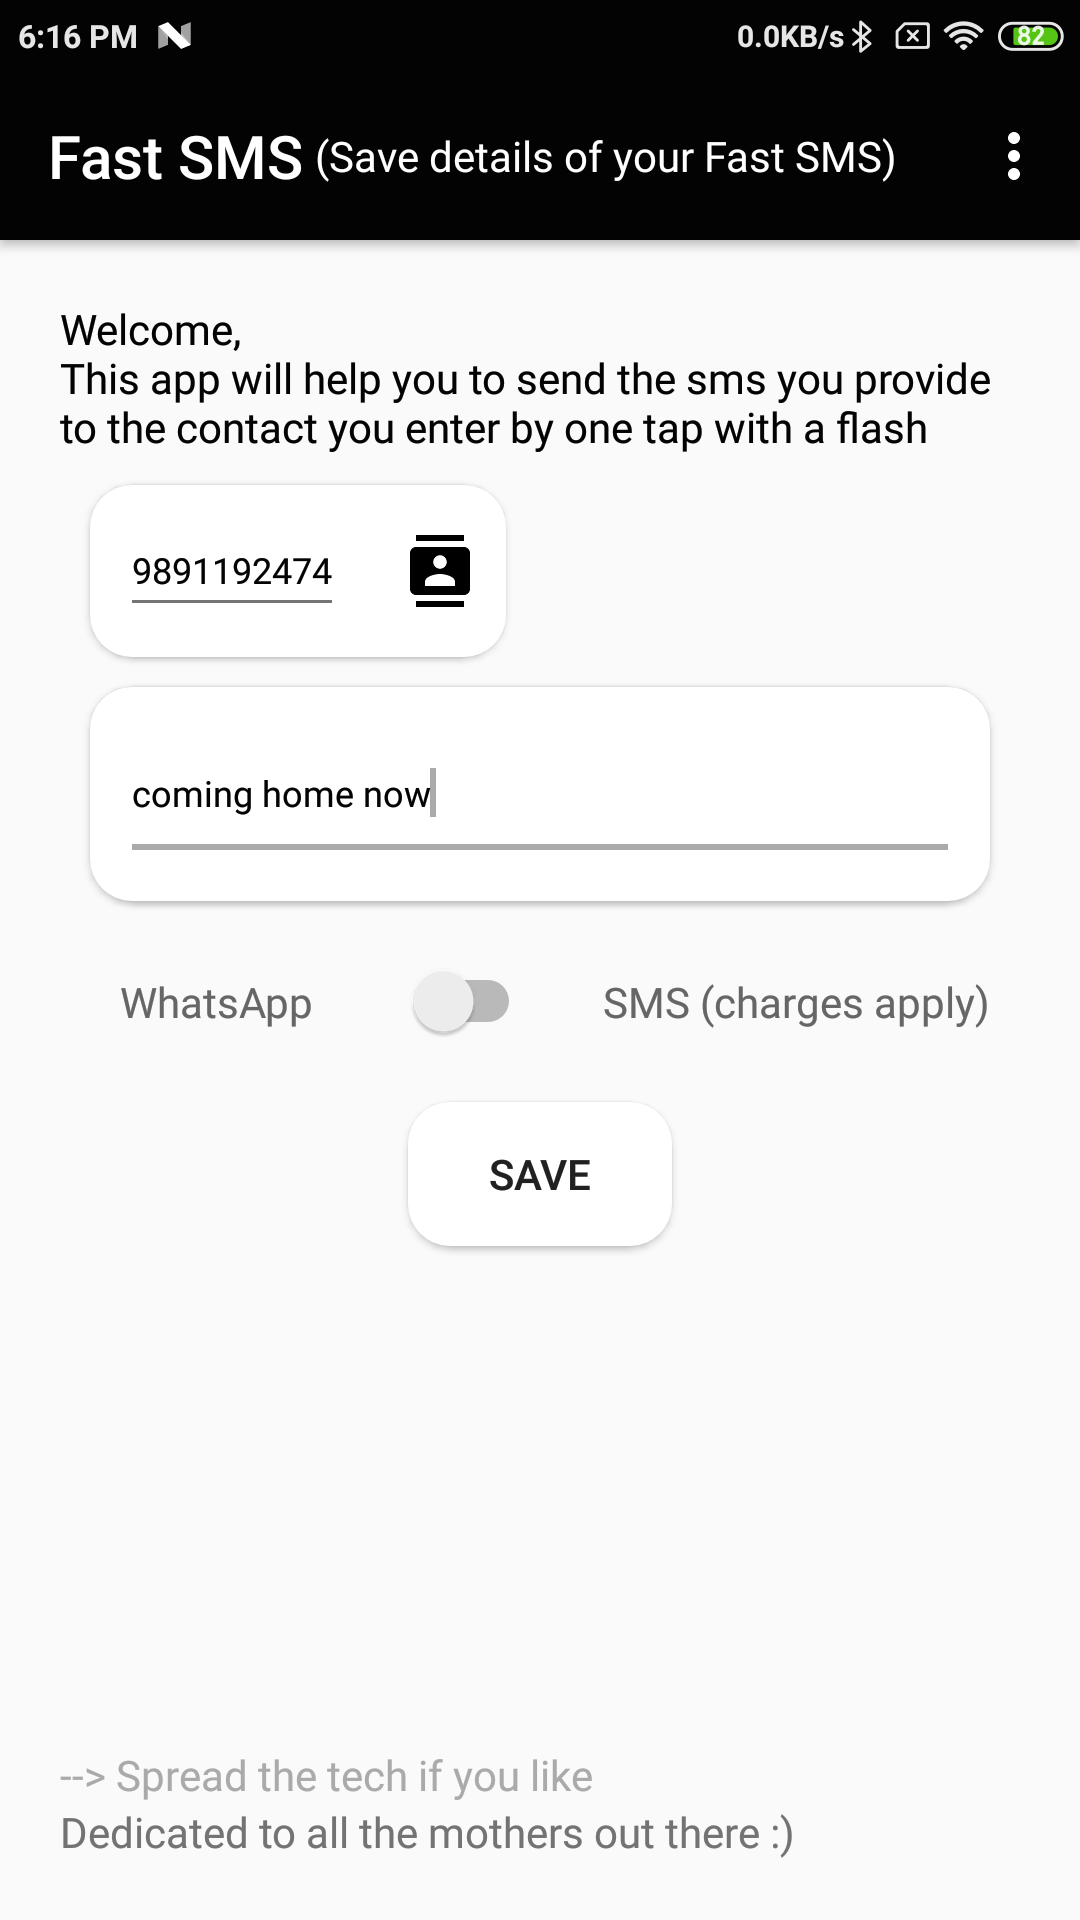 6:16 PM 0.0KB/s 82
Fast SMS (Save details of your Fast SMS)
Welcome,
This app will help you to send the sms you provide
to the contact you enter by one tap with a flash
9891192474
coming home now
WhatsApp SMS (charges apply)
SAVE
--> Spread the tech if you like
Dedicated to all the mothers out there :)